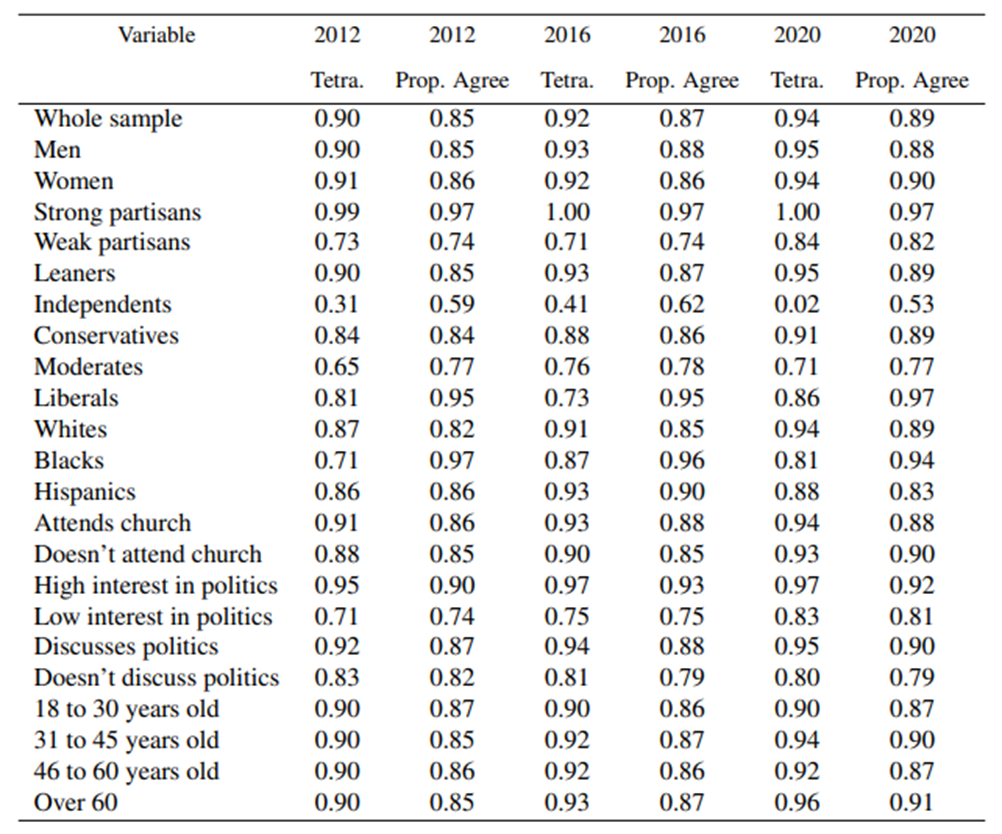 Variable 2012 2012 2016 2016 2020 2020
Tetra. Prop. Agree Tetra. Prop. Agree Tetra. Prop. Agree
Whole sample 0.90 0.85 0.92 0.87 0.94 0.89
Men 0.90 0.85 0.93 0.88 0.95 0.88
Women 0.91 0.86 0.92 0.86 0.94 0.90
Strong partisans 0.99 0.97 1.00 0.97 1.00 0.97
Weak partisans 0.73 0.74 0.71 0.74 0.84 0.82
Leaners 0.90 0.85 0.93 0.87 0.95 0.89
Independents 0.31 0.59 0.41 0.62 0.02 0.53
Conservatives 0.84 0.84 0.88 0.86 0.91 0.89
Moderates 0.65 0.77 0.76 0.78 0.71 0.77
Liberals 0.81 0.95 0.73 0.95 0.86 0.97
Whites 0.87 0.82 0.91 0.85 0.94 0.89
Blacks 0.71 0.97 0.87 0.96 0.81 0.94
Hispanics 0.86 0.86 0.93 0.90 0.88 0.83
Attends church 0.91 0.86 0.93 0.88 0.94 0.88
Doesn't attend church 0.88 0.85 0.90 0.85 0.93 0.90
High interest in politics 0.95 0.90 0.97 0.93 0.97 0.92
Low interest in politics 0.71 0.74 0.75 0.75 0.83 0.81
Discusses politics 0.92 0.87 0.94 0.88 0.95 0.90
Doesn't discuss politics 0.83 0.82 0.81 0.79 0.80 0.79
18 to 30 years old 0.90 0.87 0.90 0.86 0.90 0.87
31 to 45 years old 0.90 0.85 0.92 0.87 0.94 0.90
46 to 60 years old 0.90 0.86 0.92 0.86 0.92 0.87
Over 60 0.90 0.85 0.93 0.87 0.96 0.91